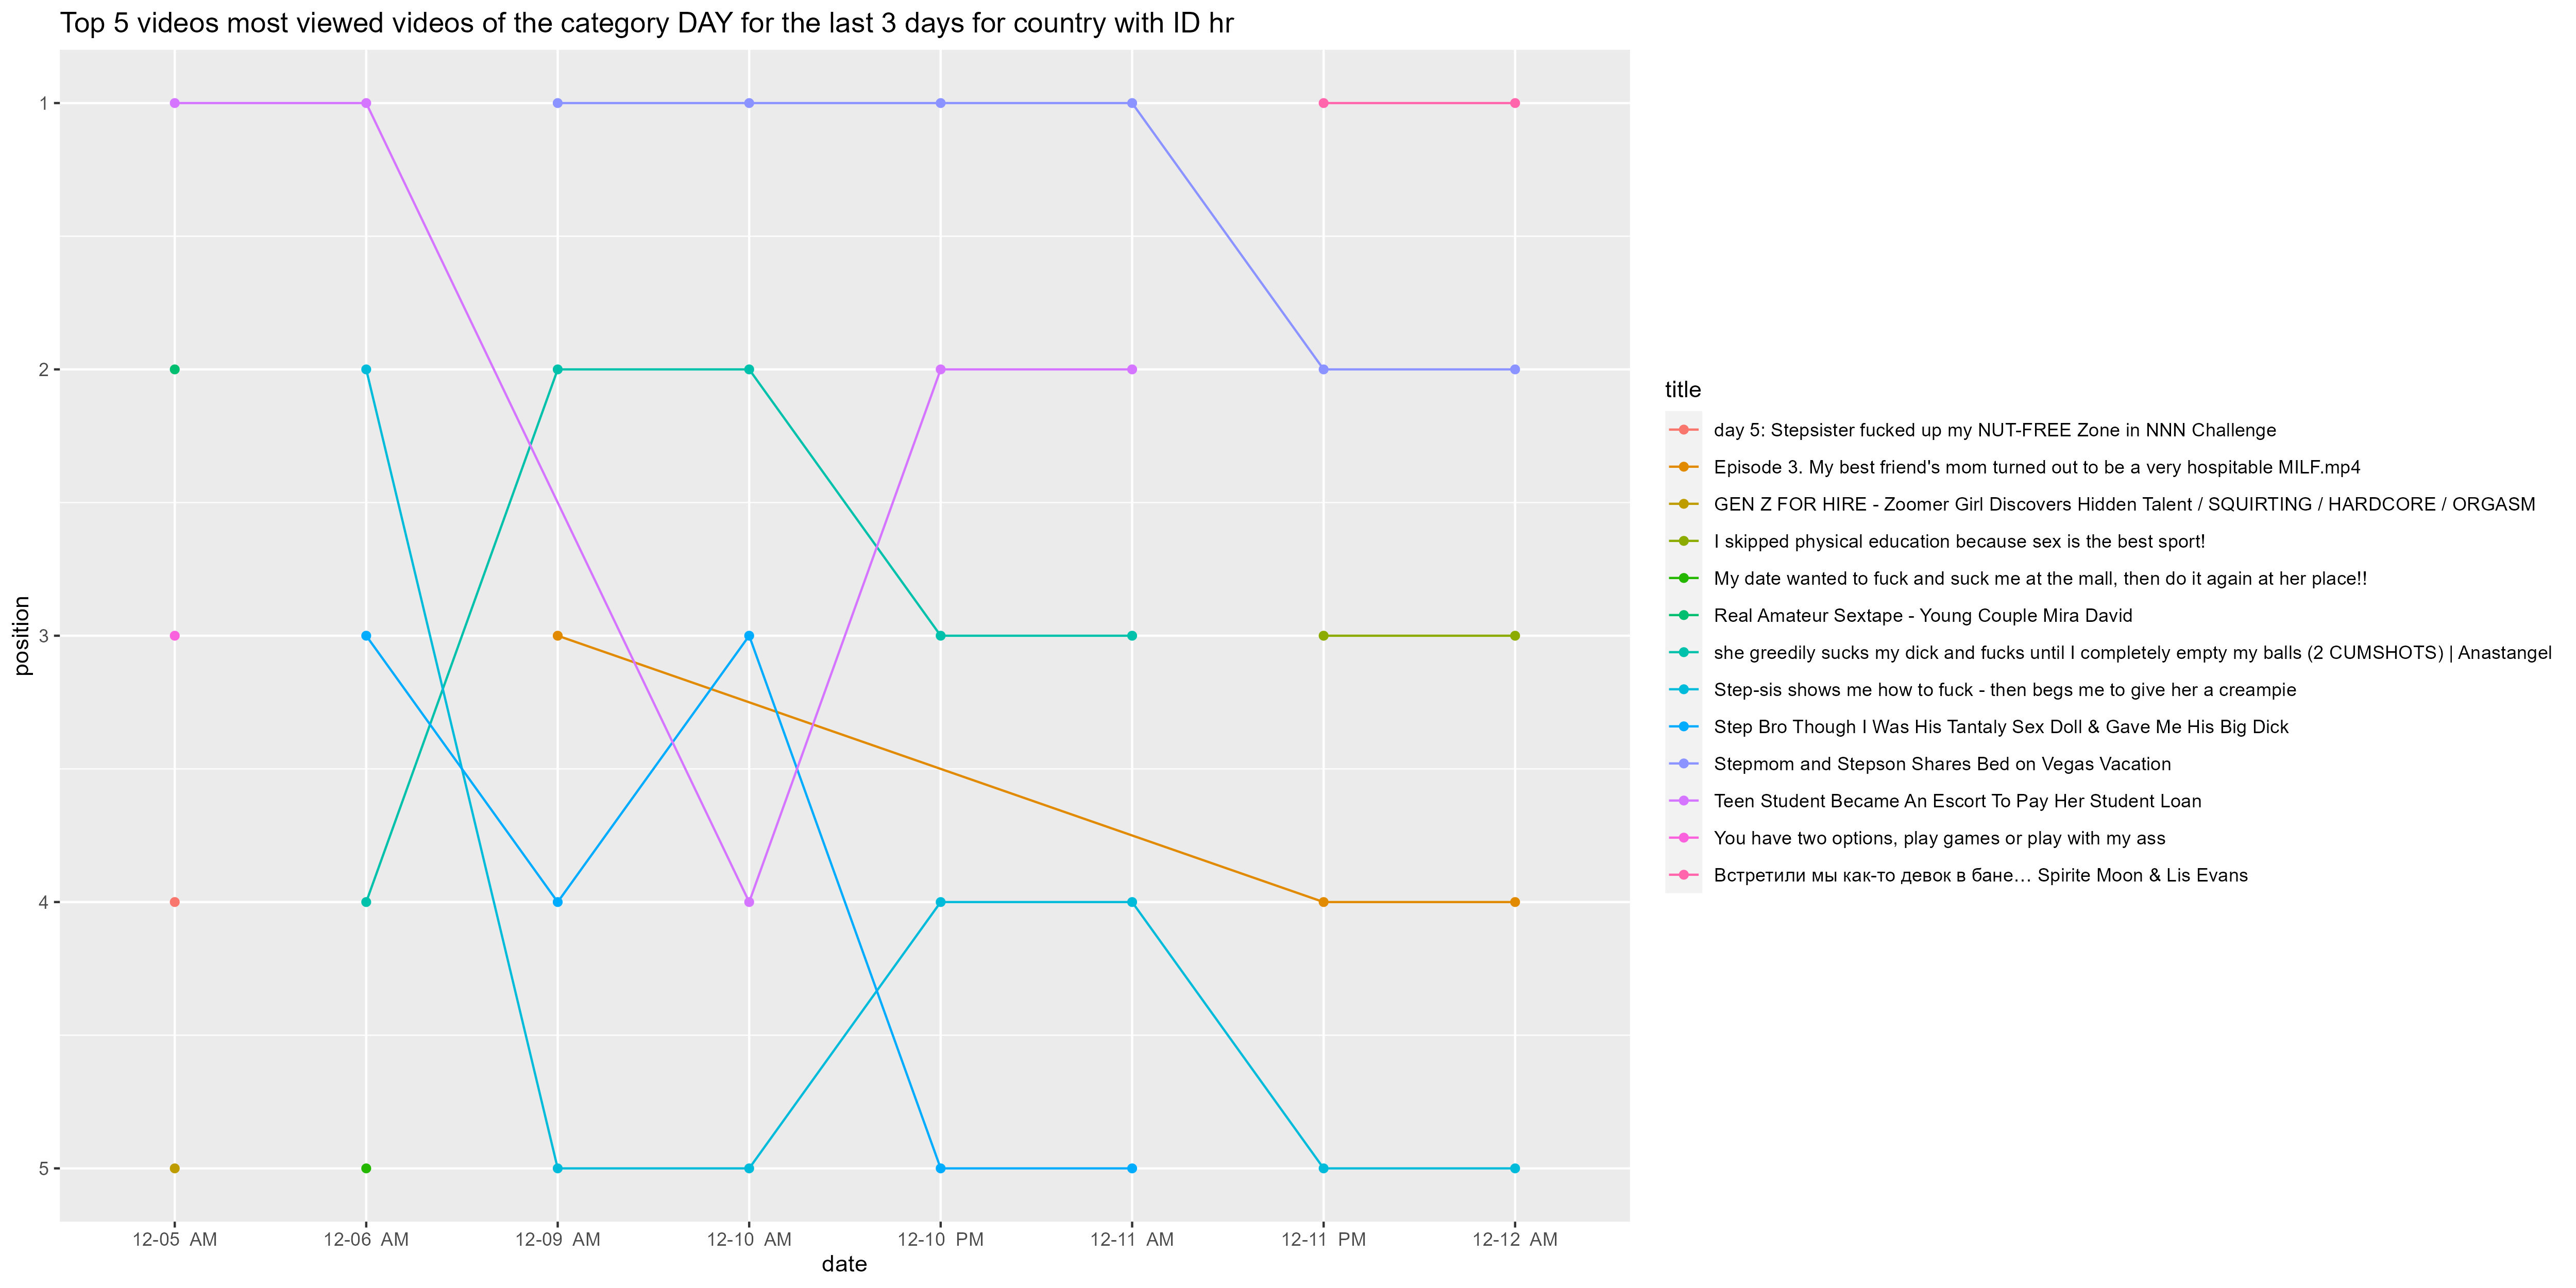 Top 5 videos most viewed videos of the category DAY for the last 3 days for country with ID hr
position
1
2
3
4
5
12-05 AM
12-06 AM
12-09 AM
12-10 AM
12-10 PM
12-11 AM
12-11 PM
12-12 AM
date
title
day 5: Stepsister fucked up my NUT-FREE Zone in NNN Challenge
Episode 3. My best friend's mom turned out to be a very hospitable MILF.mp4
GEN Z FOR HIRE - Zoomer Girl Discovers Hidden Talent / SQUIRTING / HARDCORE / ORGASM
I skipped physical education because sex is the best sport!
My date wanted to fuck and suck me at the mall, then do it again at her place!!
Real Amateur Sextape - Young Couple Mira David
she greedily sucks my dick and fucks until I completely empty my balls (2 CUMSHOTS) | Anastangel
Step-sis shows me how to fuck - then begs me to give her a creampie
Step Bro Though I Was His Tantaly Sex Doll & Gave Me His Big Dick
Stepmom and Stepson Shares Bed on Vegas Vacation
Teen Student Became An Escort To Pay Her Student Loan
You have two options, play games or play with my ass
Встретили мы как-то девок в бане… Spirite Moon & Lis Evans